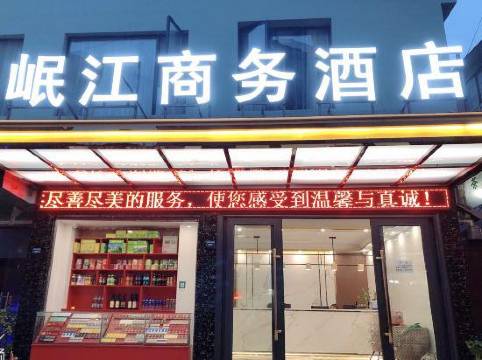 岷江商务酒店
尽善尽美的服务，使您感受到温馨与真诚！